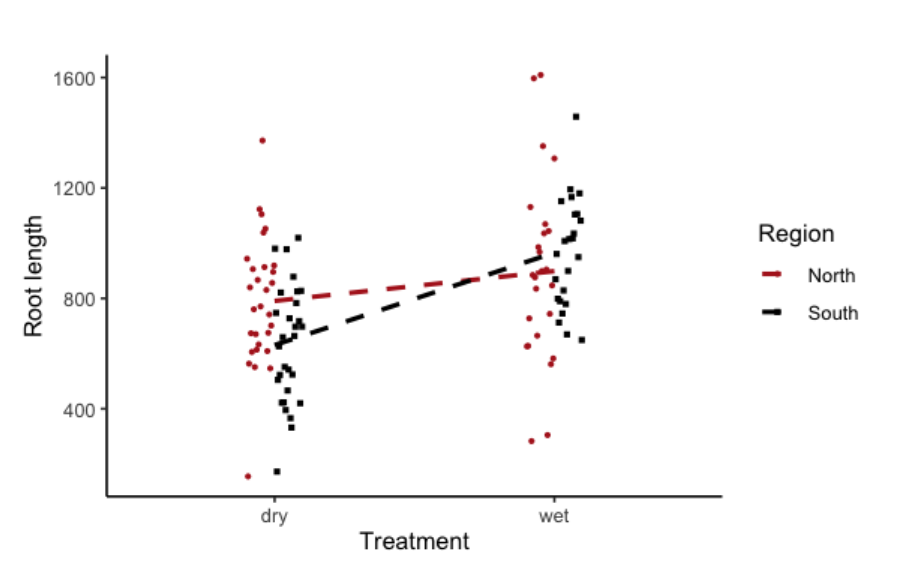 1600
1200
800
400
Root length
dry
wet
Treatment
Region
North
South